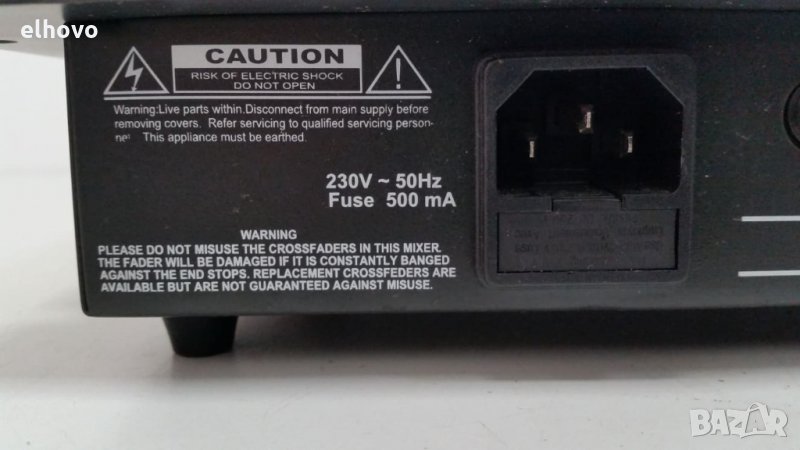 elhovo
CAUTION
RISK OF ELECTRIC SHOCK
DO NOT OPEN
Warning:Live parts within.Disconnect from main supply before
removing covers. Refer servicing to qualified servicing person-
nel This appliance must be earthed.
230V ~ 50Hz
Fuse 500 mA
WARNING
PLEASE DO NOT MISUSE THE CROSSFADERS IN THIS MIXER.
THE FADER WILL BE DAMAGED IF IT IS CONSTANTLY BANGED
AGAINST THE END STOPS. REPLACEMENT CROSSFEDERS ARE
AVAILABLE BUT ARE NOT GUARANTEED AGAINST MISUSE.
BAZAR